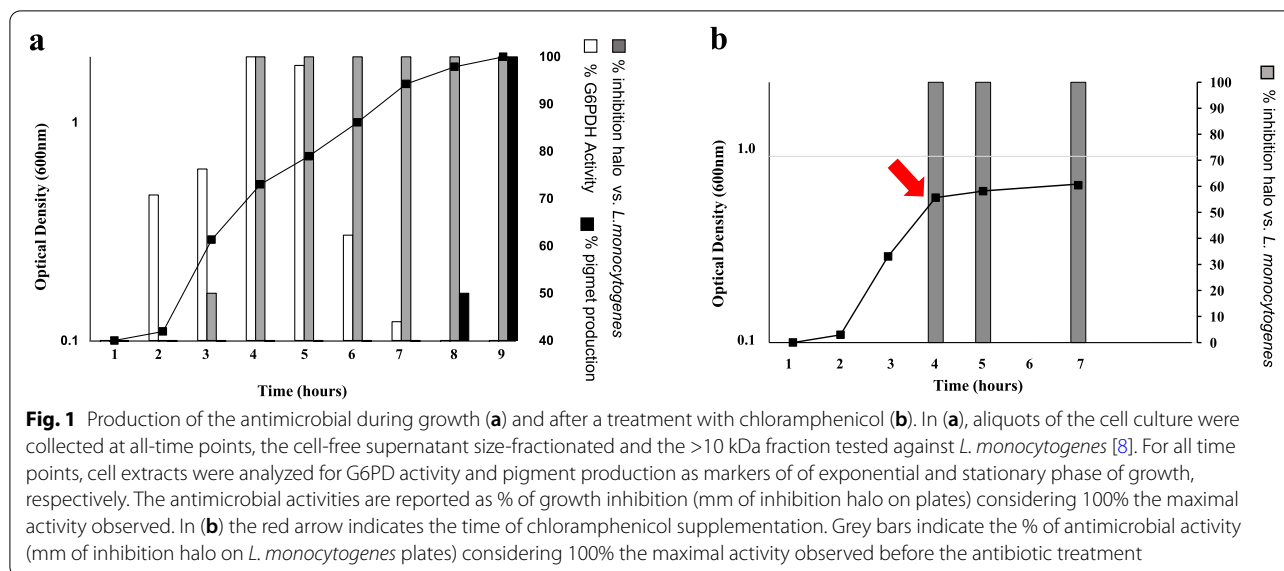 a
Optical Density (600nm)
1
0.1
1 2 3 4 5 6 7 8 9
Time (hours)
100
90
80
70
60
50
40
% G6PDH Activity
% inhibition halo vs. L.monocytogenes
% pigmet production
b
Optical Density (600nm)
1.0
0.1
1 2 3 4 5 6 7
Time (hours)
100
90
80
70
60
50
40
30
20
10
0
% inhibition halo vs. L. monocytogenes
Fig. 1 Production of the antimicrobial during growth (a) and after a treatment with chloramphenicol (b). In (a), aliquots of the cell culture were
collected at all-time points, the cell-free supernatant size-fractionated and the >10 kDa fraction tested against L. monocytogenes [8]. For all time
points, cell extracts were analyzed for G6PD activity and pigment production as markers of of exponential and stationary phase of growth,
respectively. The antimicrobial activities are reported as % of growth inhibition (mm of inhibition halo on plates) considering 100% the maximal
activity observed. In (b) the red arrow indicates the time of chloramphenicol supplementation. Grey bars indicate the % of antimicrobial activity
(mm of inhibition halo on L. monocytogenes plates) considering 100% the maximal activity observed before the antibiotic treatment